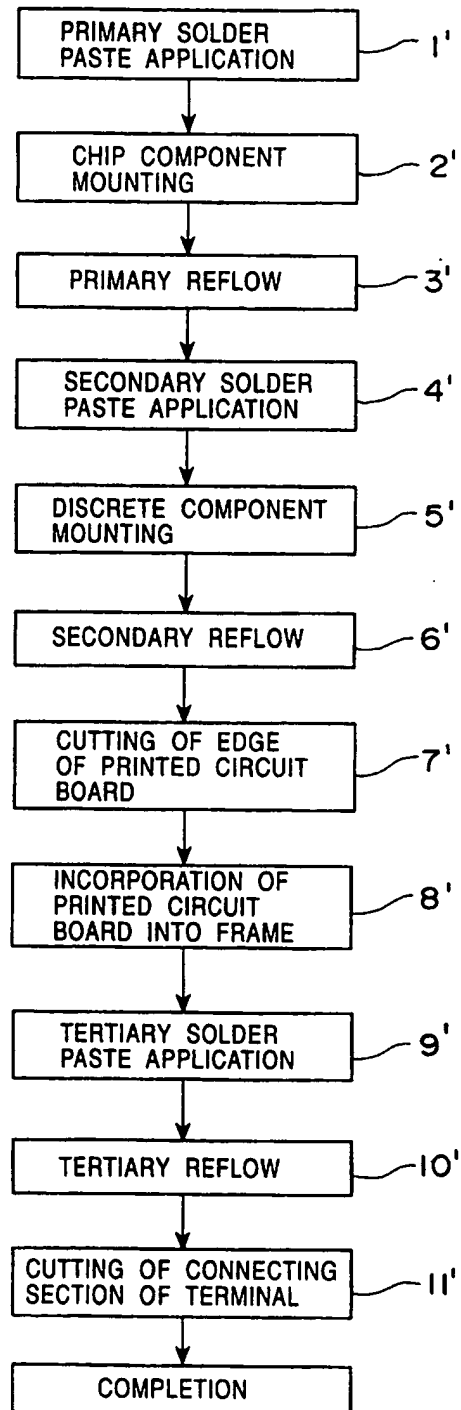 PRIMARY SOLDER
PASTE APPLICATION
1'
CHIP COMPONENT
MOUNTING
2'
PRIMARY REFLOW
3'
SECONDARY SOLDER
PASTE APPLICATION
4'
DISCRETE COMPONENT
MOUNTING
5'
SECONDARY REFLOW
6'
CUTTING OF EDGE
OF PRINTED CIRCUIT
BOARD
7'
INCORPORATION OF
PRINTED CIRCUIT
BOARD INTO FRAME
8'
TERTIARY SOLDER
PASTE APPLICATION
9'
TERTIARY REFLOW
10'
CUTTING OF CONNECTING
SECTION OF TERMINAL
11'
COMPLETION